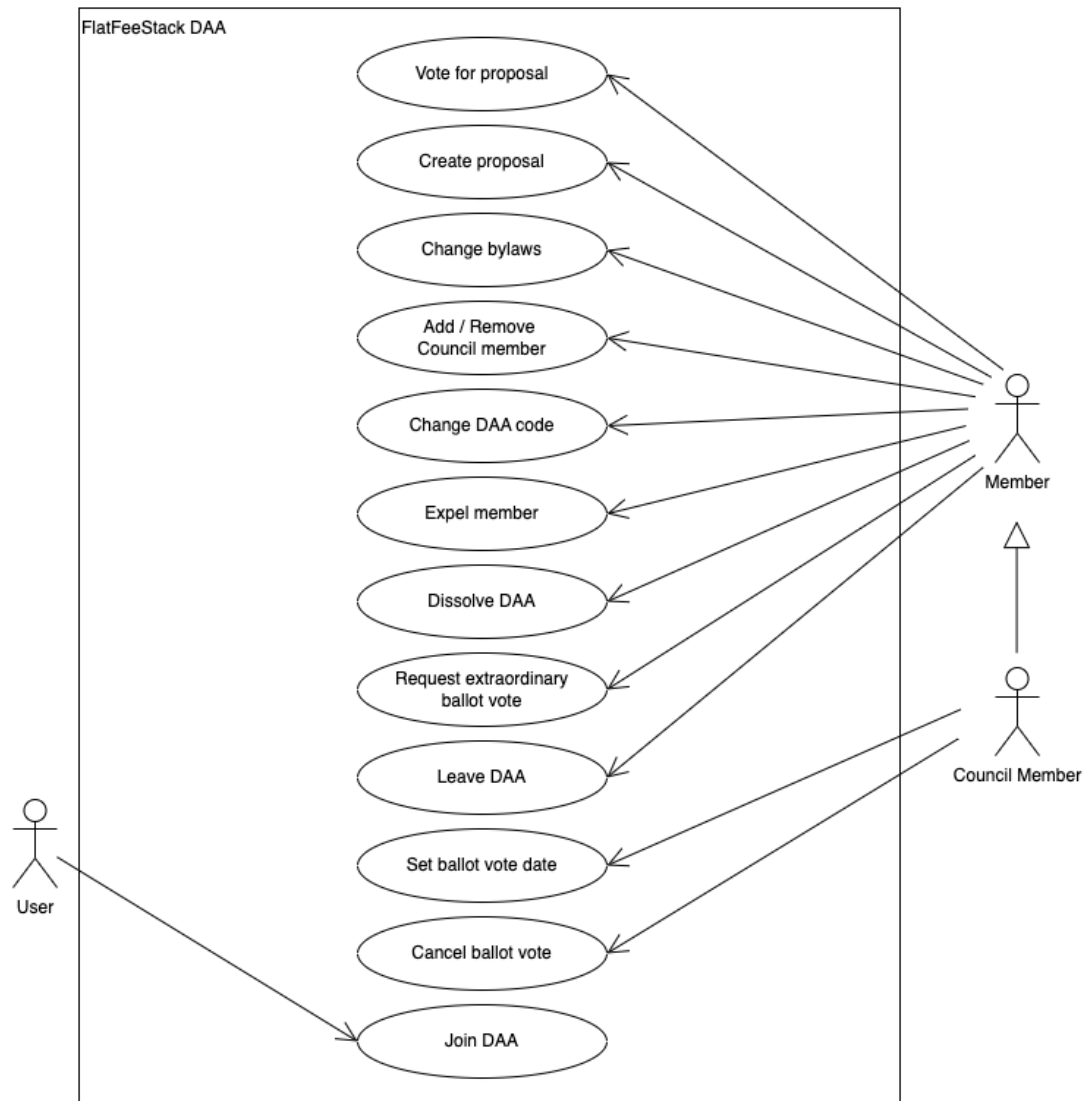 FlatFeeStack DAA
Vote for proposal
Create proposal
Change bylaws
Add / Remove
Council member
Change DAA code
Member
Expel member
Dissolve DAA
Request extraordinary
ballot vote
Council Member
Leave DAA
Set ballot vote date
User
Cancel ballot vote
Join DAA